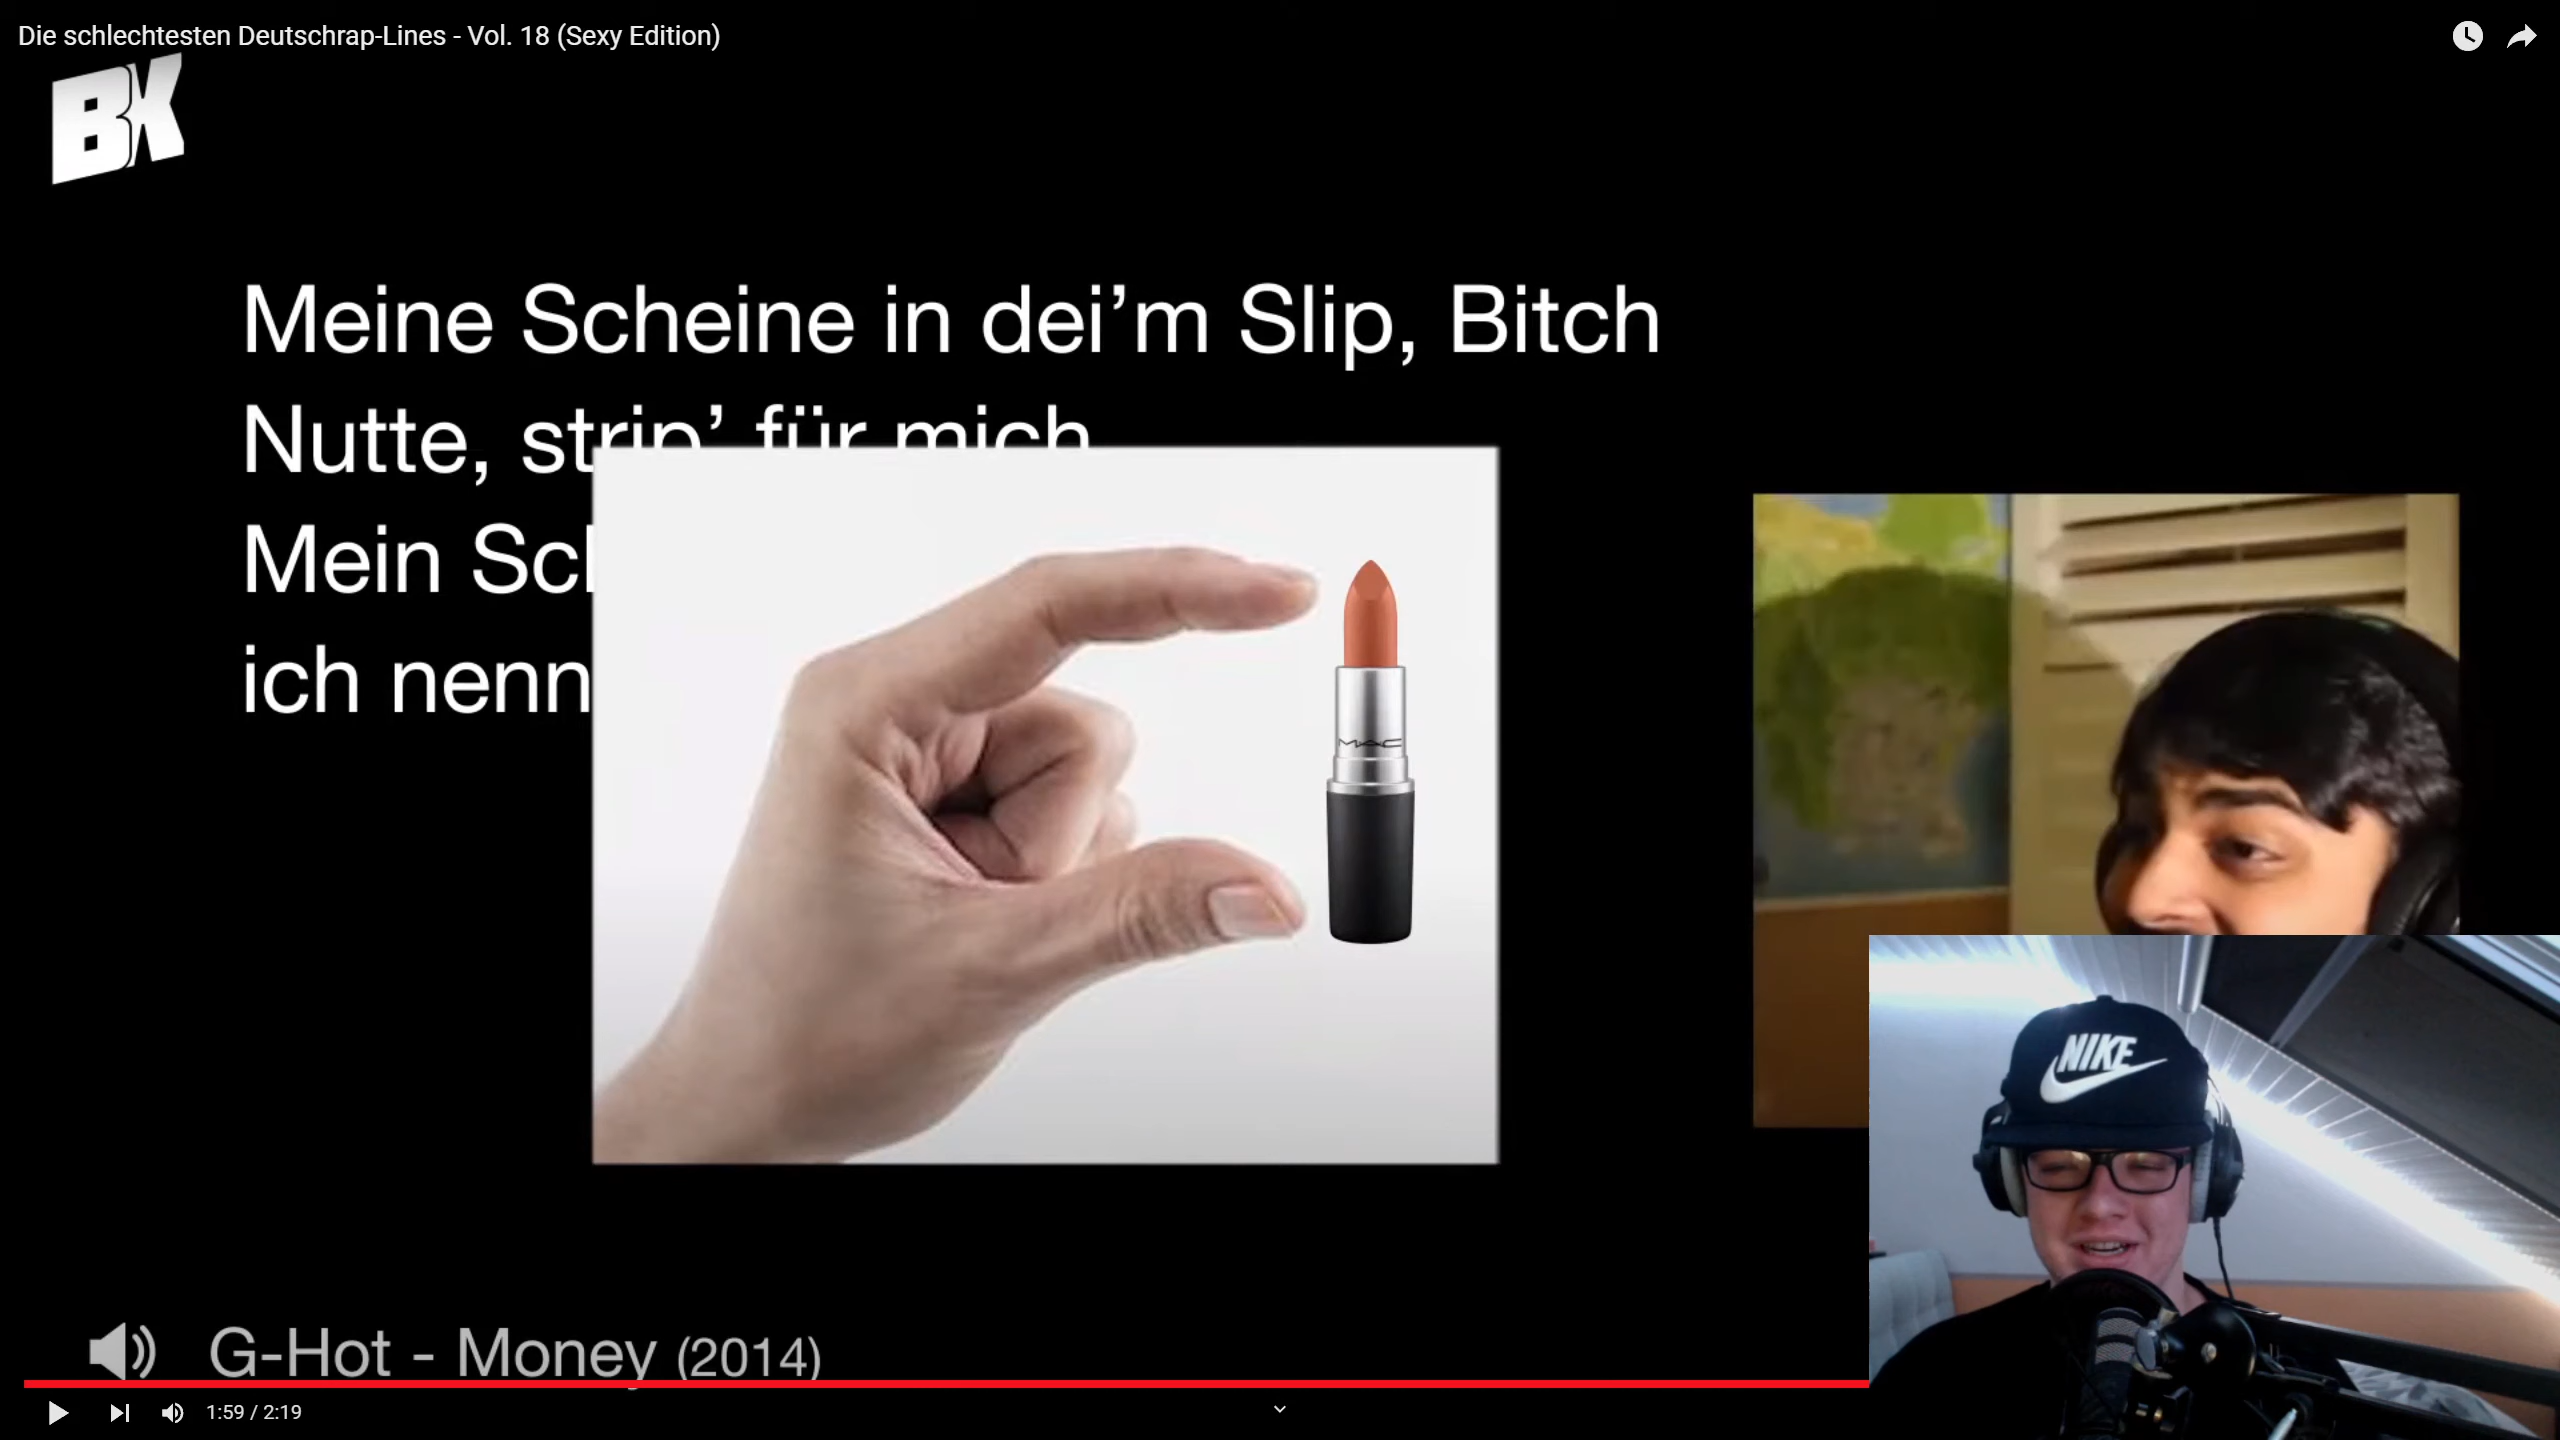 Die schlechtesten Deutschrap-Lines - Vol. 18 (Sexy Edition)
BK
Meine Scheine in dei’m Slip, Bitch
Nutte, strip’ für mich
Mein
ich nenn
MAC
NIKE
G-Hot - Money (2014)
1:59 / 2:19